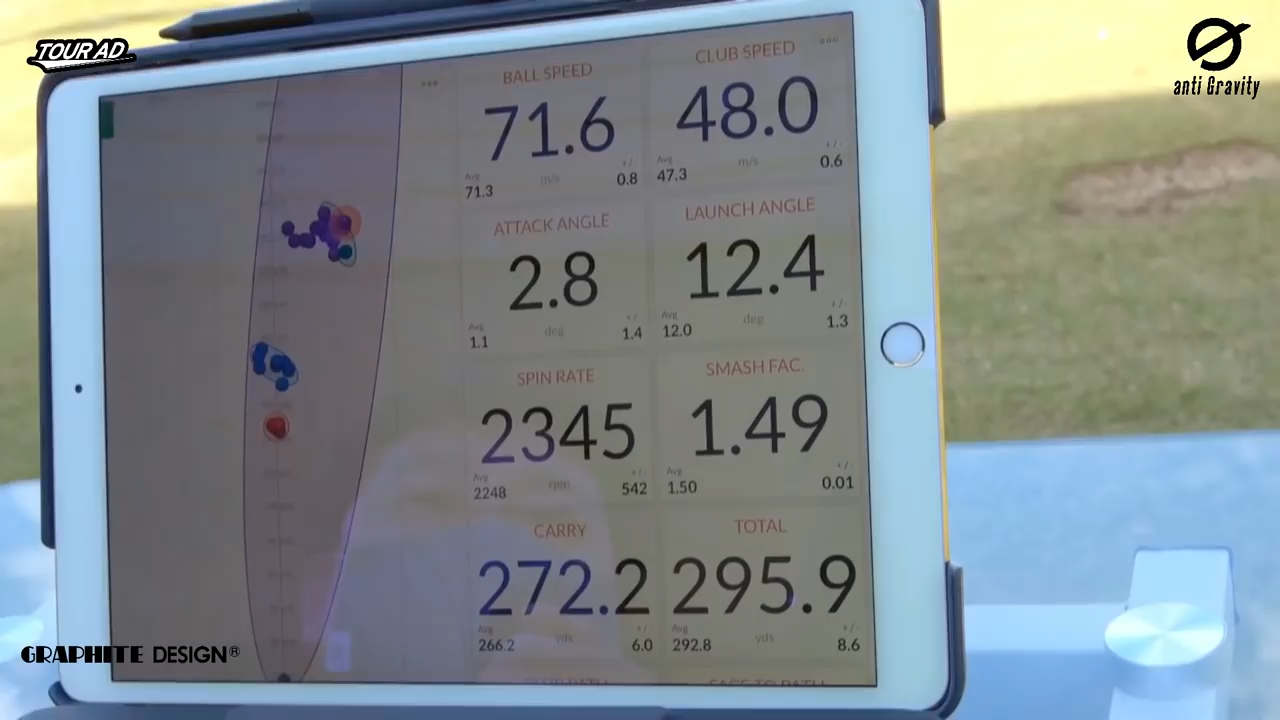 TOUR AD
anti Gravity
BALL SPEED
71.6
Avg
71.3
m/s
+/-
0.8
CLUB SPEED
48.0
Avg
47.3
m/s
+/-
0.6
ATTACK ANGLE
2.8
Avg
1.1
deg
+/-
1.4
LAUNCH ANGLE
12.4
Avg
12.0
deg
+/-
1.3
SPIN RATE
2345
Avg
2248
rpm
+/-
542
SMASH FAC.
1.49
Avg
1.50
+/-
0.01
CARRY
272.2
Avg
266.2
yds
+/-
6.0
TOTAL
295.9
Avg
292.8
yds
+/-
8.6
FACE TO PATH
GRAPHITE DESIGN®